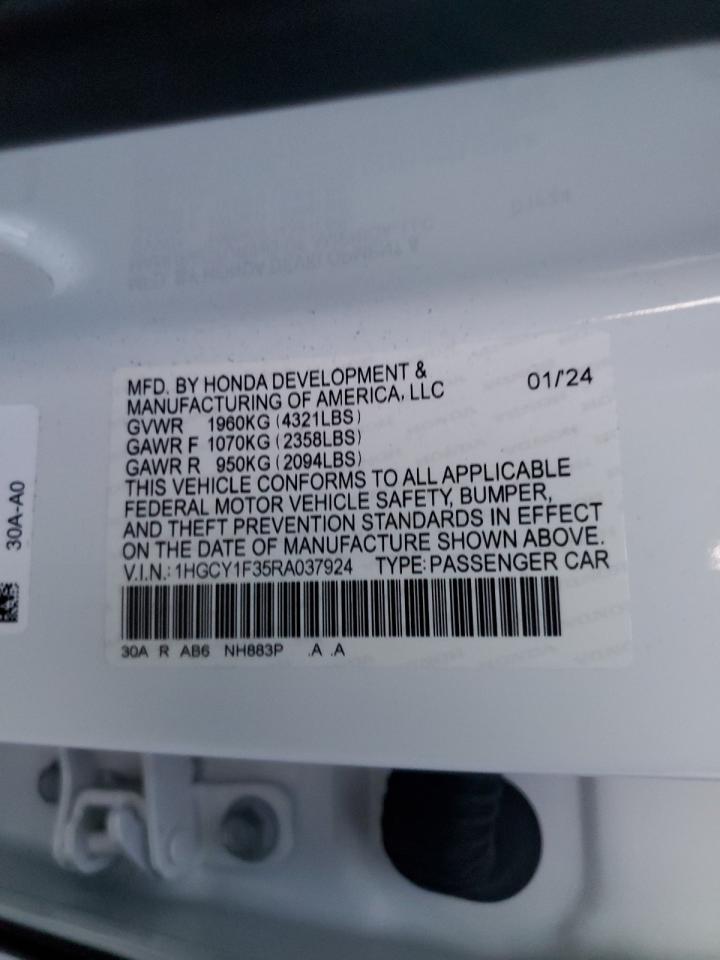 MFD. BY HONDA DEVELOPMENT &
MANUFACTURING OF AMERICA, LLC 01/'24
GVWR 1960KG (4321LBS)
GAWR F 1070KG (2358LBS)
GAWR R 950KG (2094LBS)
THIS VEHICLE CONFORMS TO ALL APPLICABLE
FEDERAL MOTOR VEHICLE SAFETY, BUMPER,
AND THEFT PREVENTION STANDARDS IN EFFECT
ON THE DATE OF MANUFACTURE SHOWN ABOVE.
V.I.N.: 1HGCY1F35RA037924 TYPE: PASSENGER CAR
30A R AB6 NH883P .A .A
30A-A0